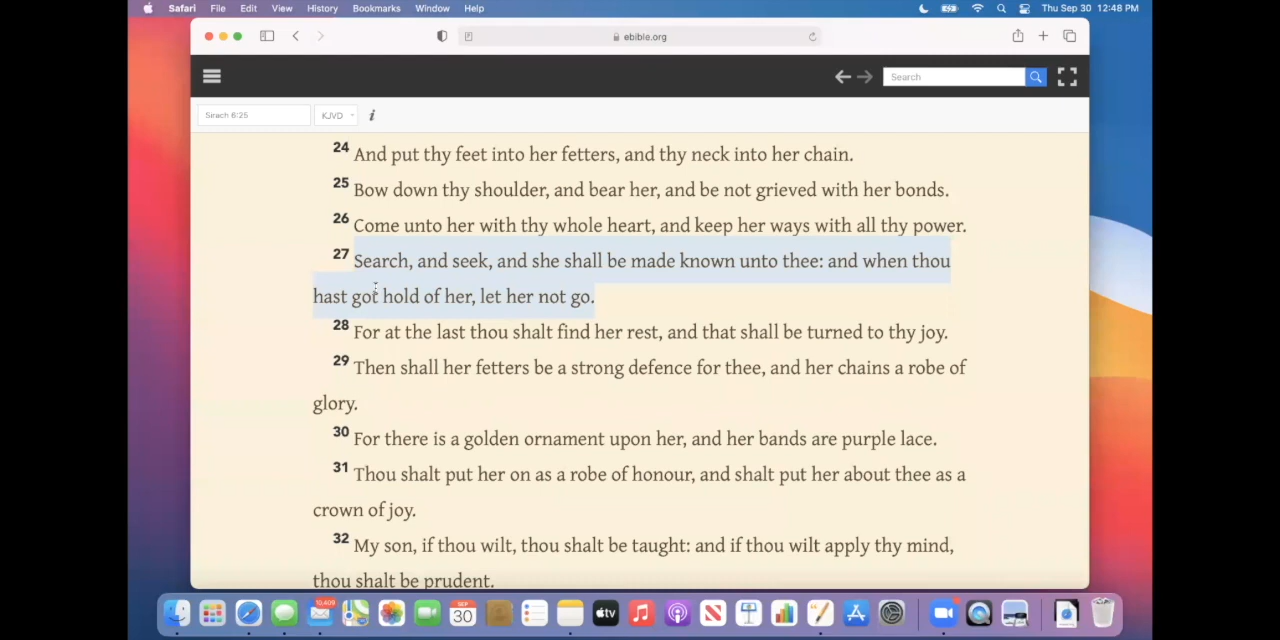 Safari File Edit View History Bookmarks Window Help Thu Sep 30 12:48 PM
ebible.org
Search
Sirach 6:25 KJVD i
24 And put thy feet into her fetters, and thy neck into her chain.
25 Bow down thy shoulder, and bear her, and be not grieved with her bonds.
26 Come unto her with thy whole heart, and keep her ways with all thy power.
27 Search, and seek, and she shall be made known unto thee: and when thou
hast got hold of her, let her not go.
28 For at the last thou shalt find her rest, and that shall be turned to thy joy.
29 Then shall her fetters be a strong defence for thee, and her chains a robe of
glory.
30 For there is a golden ornament upon her, and her bands are purple lace.
31 Thou shalt put her on as a robe of honour, and shalt put her about thee as a
crown of joy.
32 My son, if thou wilt, thou shalt be taught: and if thou wilt apply thy mind,
thou shalt be prudent.
10,409 SEP 30 tv